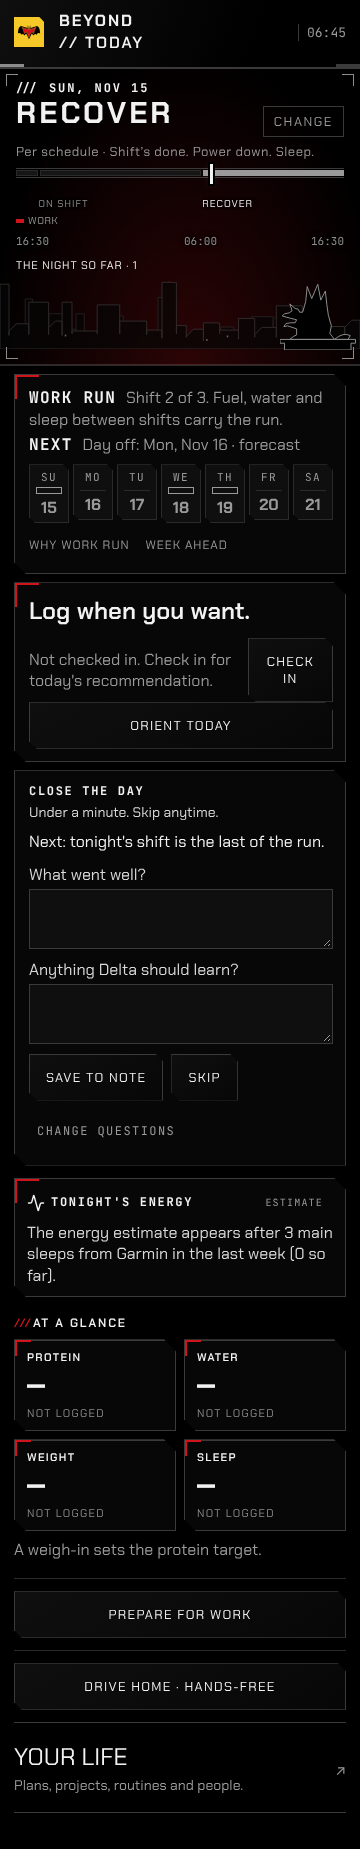 BEYOND
// TODAY
06:45
/// SUN, NOV 15
RECOVER
CHANGE
Per schedule · Shift's done. Power down. Sleep.
ON SHIFT RECOVER
WORK
16:30 06:00 16:30
THE NIGHT SO FAR · 1
WORK RUN Shift 2 of 3. Fuel, water and
sleep between shifts carry the run.
NEXT Day off: Mon, Nov 16 · forecast
SU MO TU WE TH FR SA
15 16 17 18 19 20 21
WHY WORK RUN WEEK AHEAD
Log when you want.
Not checked in. Check in for
today's recommendation.
CHECK
IN
ORIENT TODAY
CLOSE THE DAY
Under a minute. Skip anytime.
Next: tonight's shift is the last of the run.
What went well?
Anything Delta should learn?
SAVE TO NOTE SKIP
CHANGE QUESTIONS
TONIGHT'S ENERGY ESTIMATE
The energy estimate appears after 3 main
sleeps from Garmin in the last week (0 so
far).
/// AT A GLANCE
PROTEIN
—
NOT LOGGED
WATER
—
NOT LOGGED
WEIGHT
—
NOT LOGGED
SLEEP
—
NOT LOGGED
A weigh-in sets the protein target.
PREPARE FOR WORK
DRIVE HOME · HANDS-FREE
YOUR LIFE
Plans, projects, routines and people.
↗